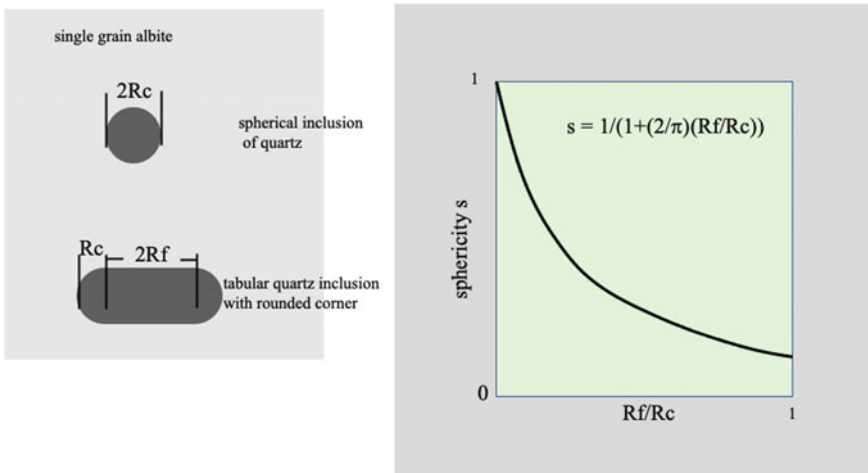 single grain albite
2Rc
spherical inclusion
of quartz
Rc
2Rf
tabular quartz inclusion
with rounded corner
1
s = 1/(1+(2/π)(Rf/Rc))
sphericity s
0
Rf/Rc
1